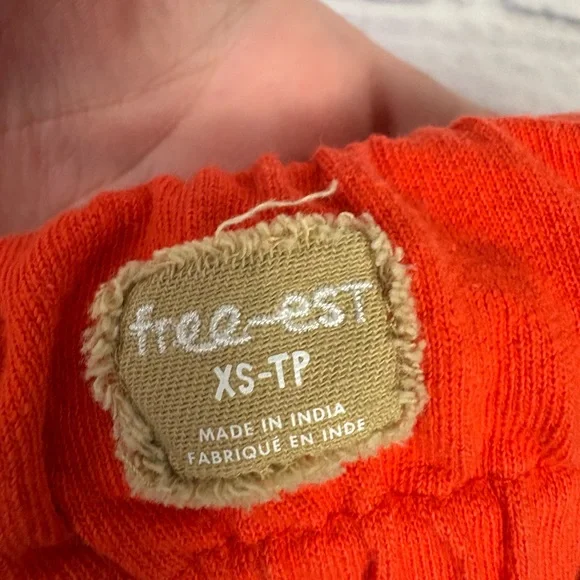 free-est
XS-TP
MADE IN INDIA
FABRIQUÉ EN INDE